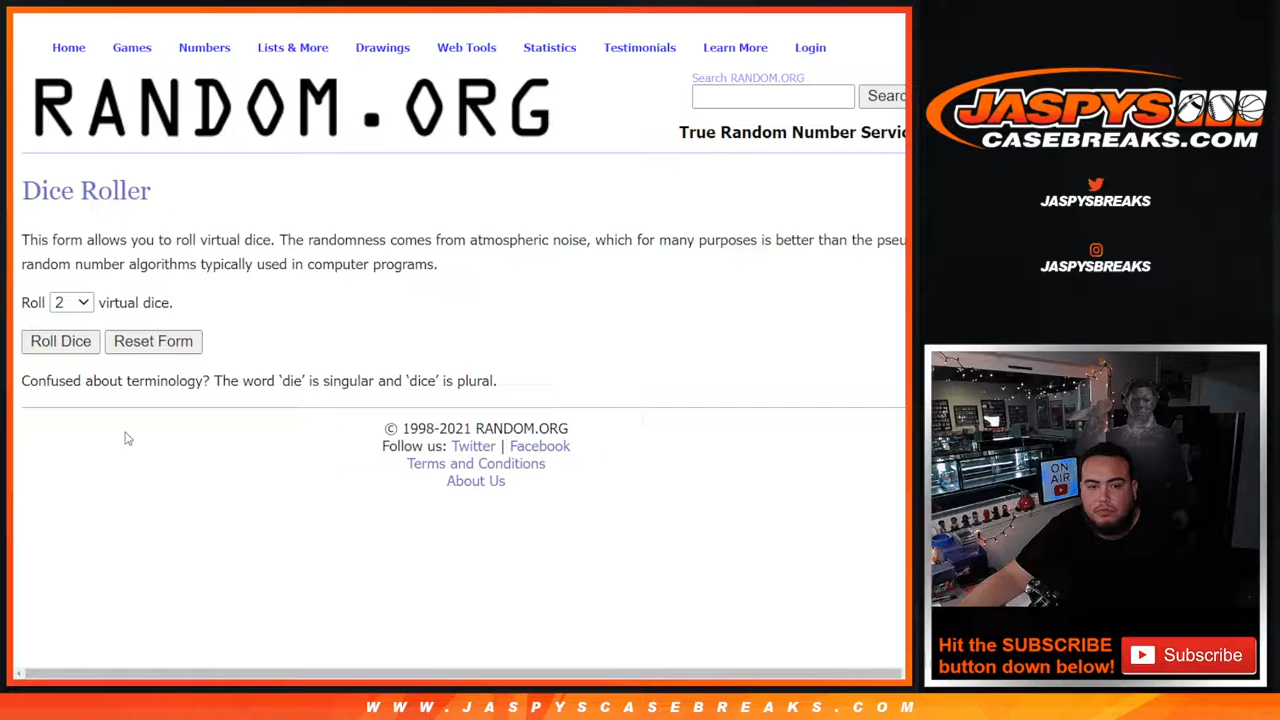 Home Games Numbers Lists & More Drawings Web Tools Statistics Testimonials Learn More Login
RANDOM.ORG
Search RANDOM.ORG
Searc
True Random Number Servic
Dice Roller
This form allows you to roll virtual dice. The randomness comes from atmospheric noise, which for many purposes is better than the pseu
random number algorithms typically used in computer programs.
Roll 2 virtual dice.
Roll Dice Reset Form
Confused about terminology? The word ‘die’ is singular and ‘dice’ is plural.
© 1998-2021 RANDOM.ORG
Follow us: Twitter | Facebook
Terms and Conditions
About Us
JASPYS
CASEBREAKS.COM
JASPYSBREAKS
JASPYSBREAKS
ON AIR
Hit the SUBSCRIBE
button down below!
Subscribe
WWW.JASPYSCASEBREAKS.COM